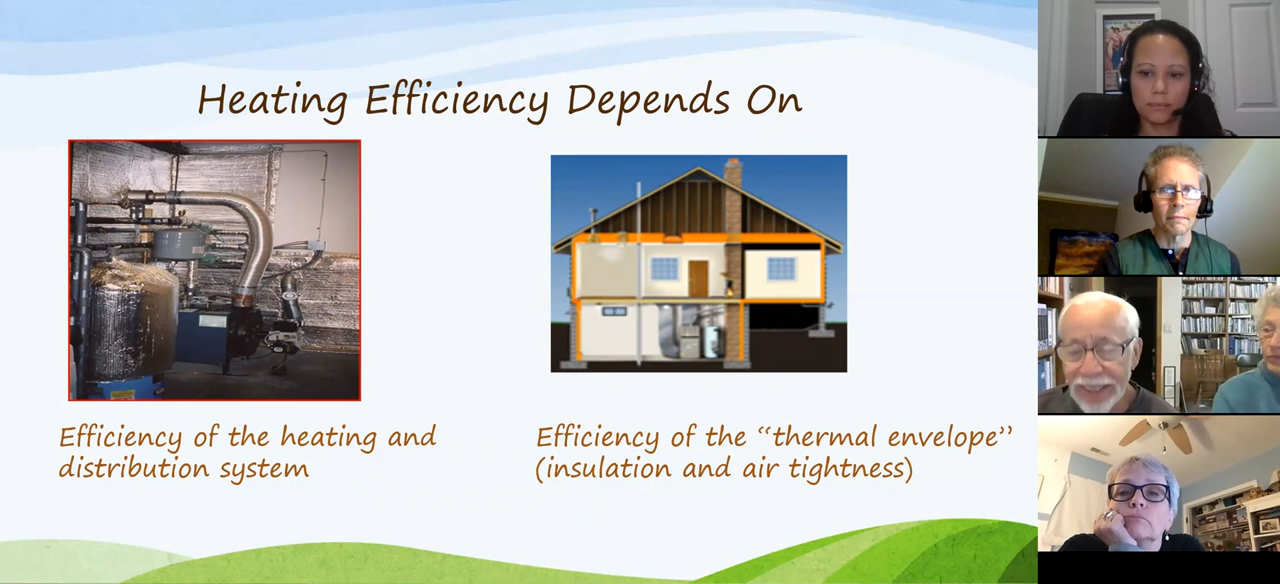 Heating Efficiency Depends On
Efficiency of the heating and
distribution system
Efficiency of the “thermal envelope”
(insulation and air tightness)